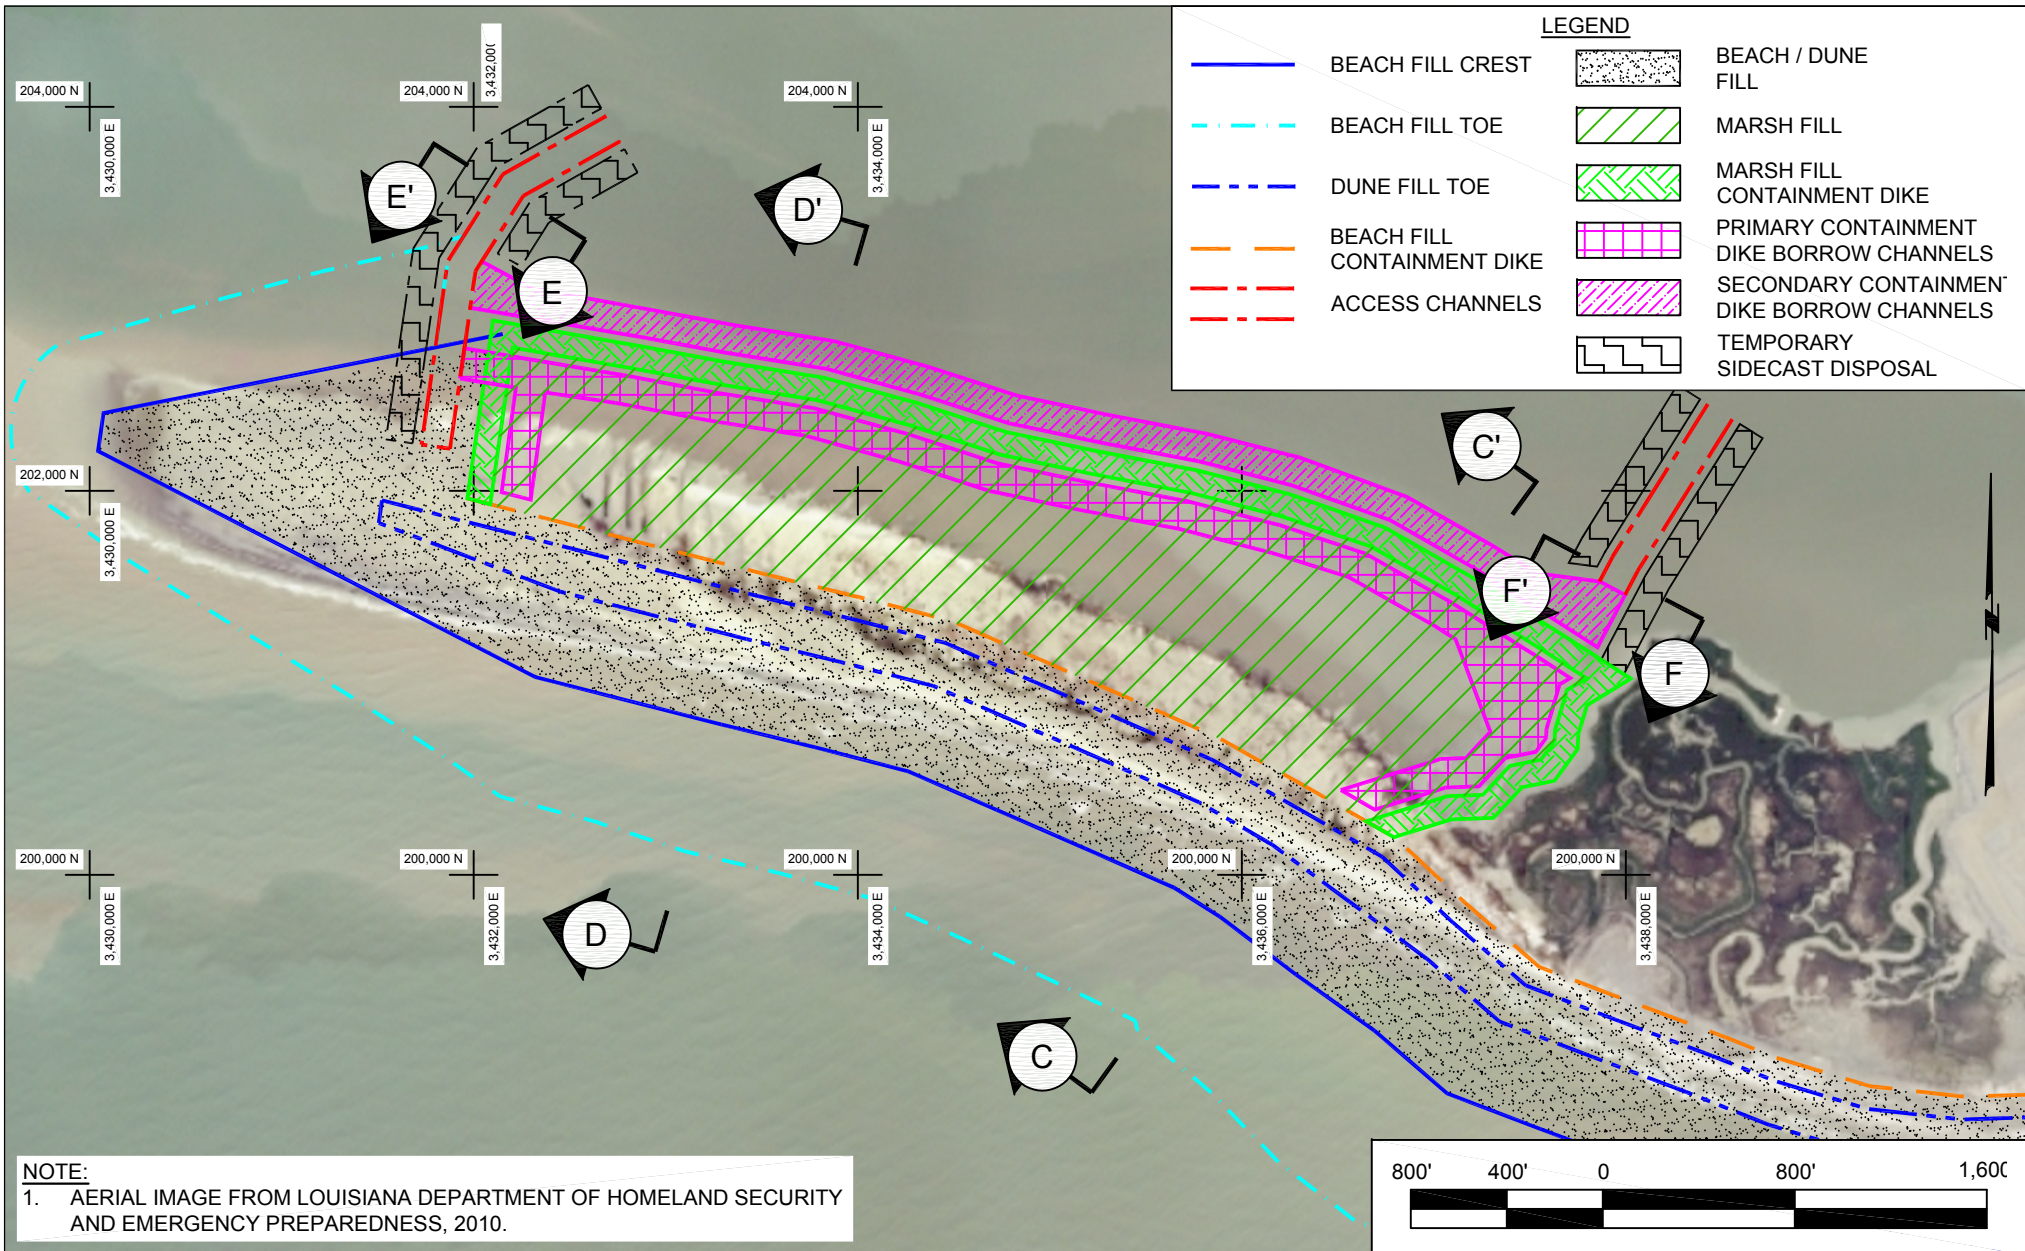 LEGEND
BEACH FILL CREST
BEACH FILL TOE
DUNE FILL TOE
BEACH FILL
CONTAINMENT DIKE
ACCESS CHANNELS
BEACH / DUNE
FILL
MARSH FILL
MARSH FILL
CONTAINMENT DIKE
PRIMARY CONTAINMENT
DIKE BORROW CHANNELS
SECONDARY CONTAINMEN
DIKE BORROW CHANNELS
TEMPORARY
SIDECAST DISPOSAL
204,000 N
3,430,000 E
204,000 N
3,432,00
204,000 N
3,434,000 E
E'
D'
E
C'
202,000 N
3,430,000 E
F'
F
200,000 N
3,430,000 E
200,000 N
3,432,000 E
200,000 N
3,434,000 E
200,000 N
3,436,000 E
200,000 N
3,438,000 E
D
C
N
NOTE:
1. AERIAL IMAGE FROM LOUISIANA DEPARTMENT OF HOMELAND SECURITY
AND EMERGENCY PREPAREDNESS, 2010.
800' 400' 0 800' 1,600